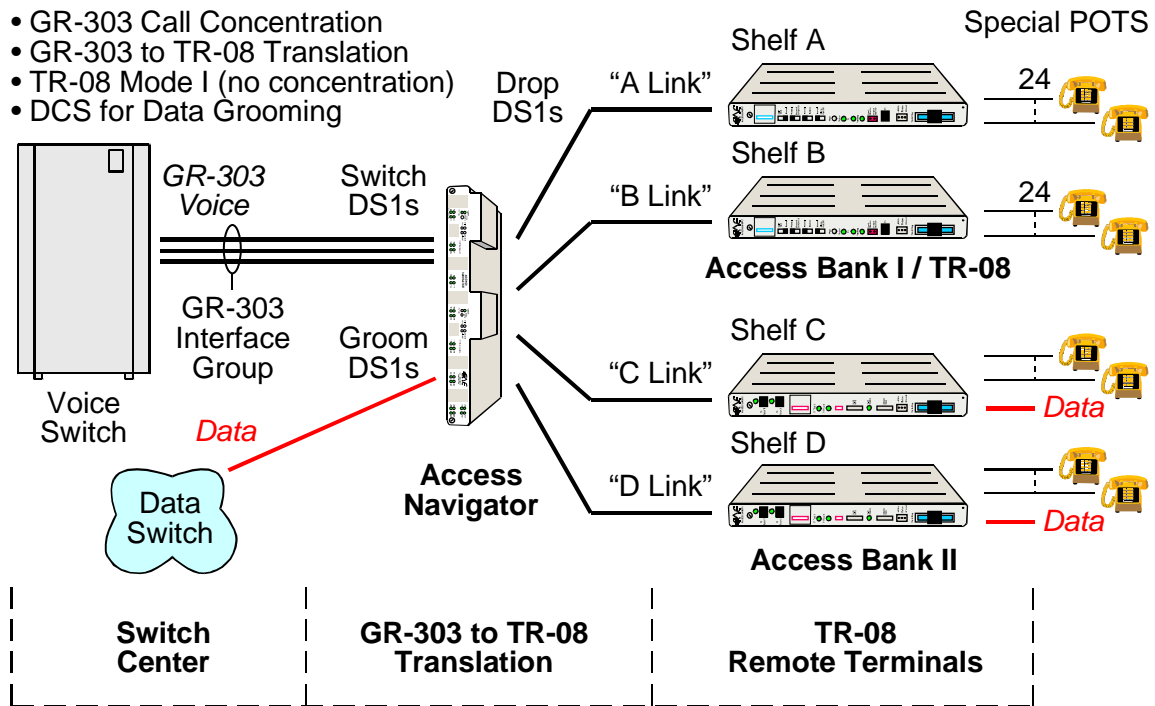 • GR-303 Call Concentration
• GR-303 to TR-08 Translation
• TR-08 Mode I (no concentration)
• DCS for Data Grooming
Special POTS
Shelf A
Drop
DS1s
“A Link”
24
Shelf B
“B Link”
24
Access Bank I / TR-08
GR-303
Voice
Switch
DS1s
GR-303
Interface
Group
Groom
DS1s
Shelf C
“C Link”
Data
Voice
Switch
Data
Data
Switch
Access
Navigator
Shelf D
“D Link”
Data
Access Bank II
Switch
Center
GR-303 to TR-08
Translation
TR-08
Remote Terminals